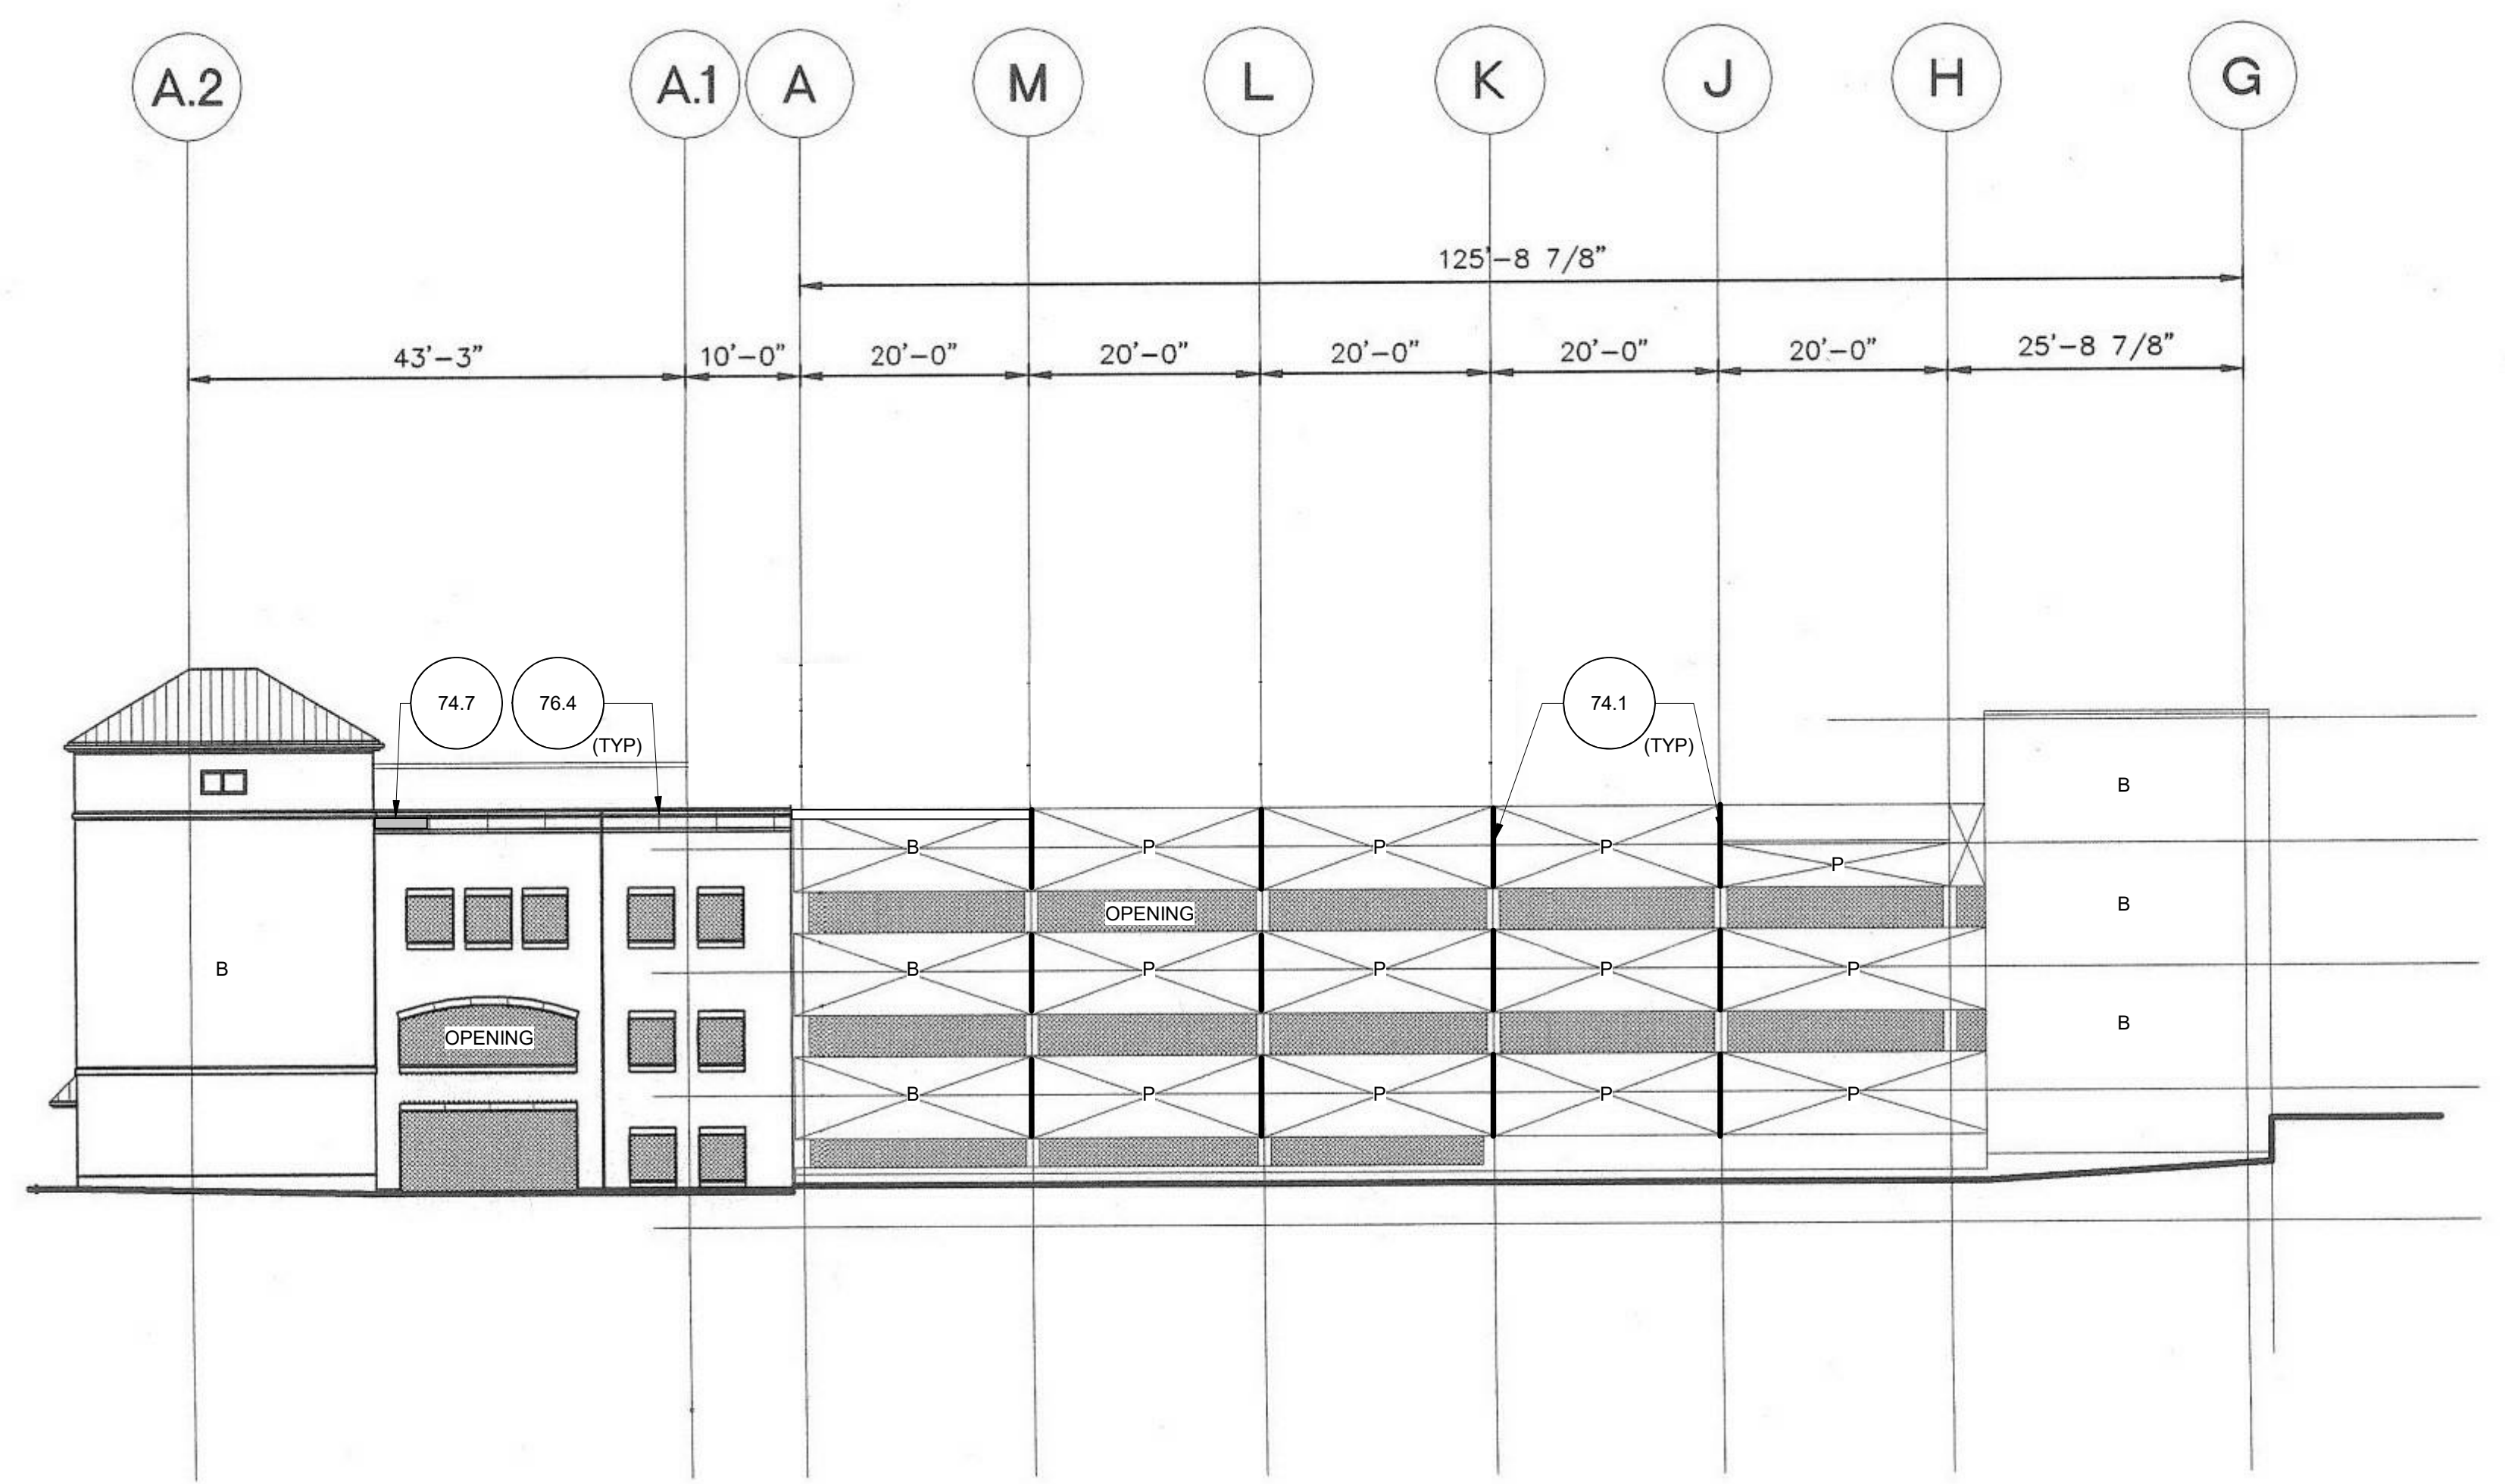 A.2
A.1
A
M
L
K
J
H
G
125'-8 7/8"
43'-3"
10'-0"
20'-0"
20'-0"
20'-0"
20'-0"
20'-0"
25'-8 7/8"
74.7
76.4
(TYP)
74.1
(TYP)
B
B
P
P
P
P
B
OPENING
B
B
P
P
P
P
OPENING
B
B
P
P
P
P